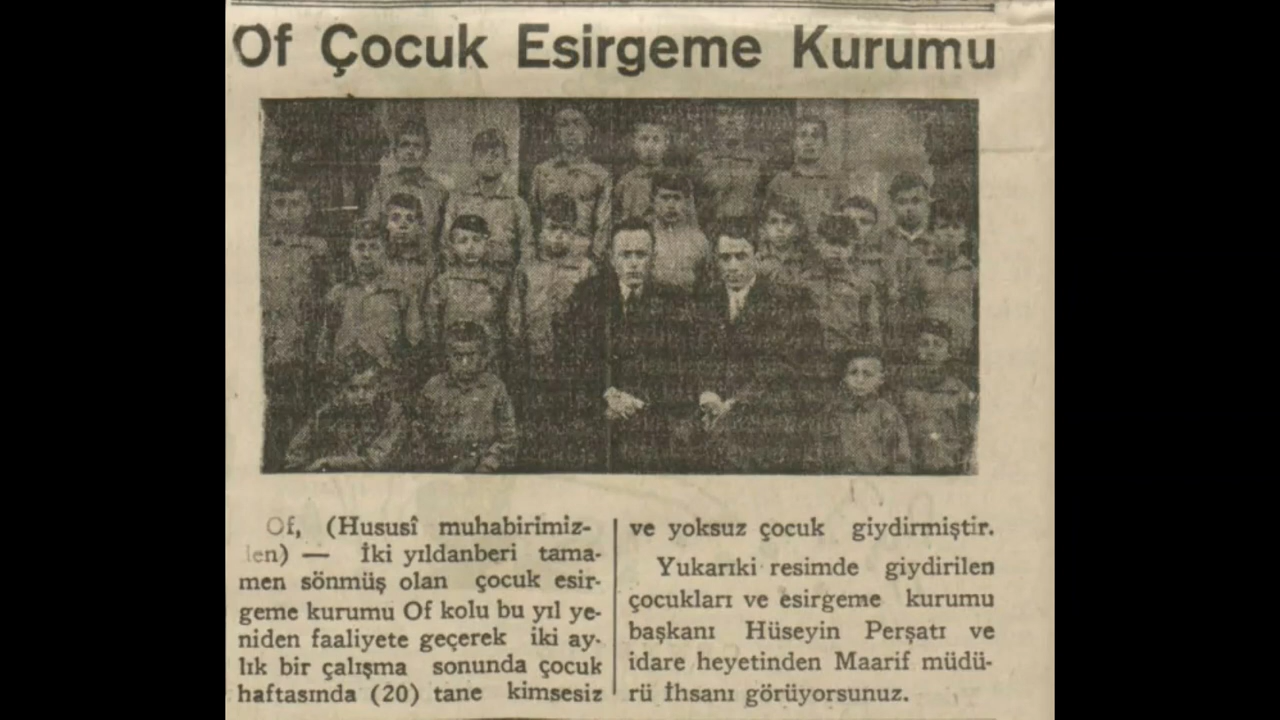 Of Çocuk Esirgeme Kurumu
Of, (Hususî muhabirimiz-
den) — İki yıldanberi tama-
men sönmüş olan çocuk esir-
geme kurumu Of kolu bu yıl ye-
niden faaliyete geçerek iki ay-
lık bir çalışma sonunda çocuk
haftasında (20) tane kimsesiz
ve yoksuz çocuk giydirmiştir.
Yukarıki resimde giydirilen
çocukları ve esirgeme kurumu
başkanı Hüseyin Perşatı ve
idare heyetinden Maarif müdü-
rü İhsanı görüyorsunuz.